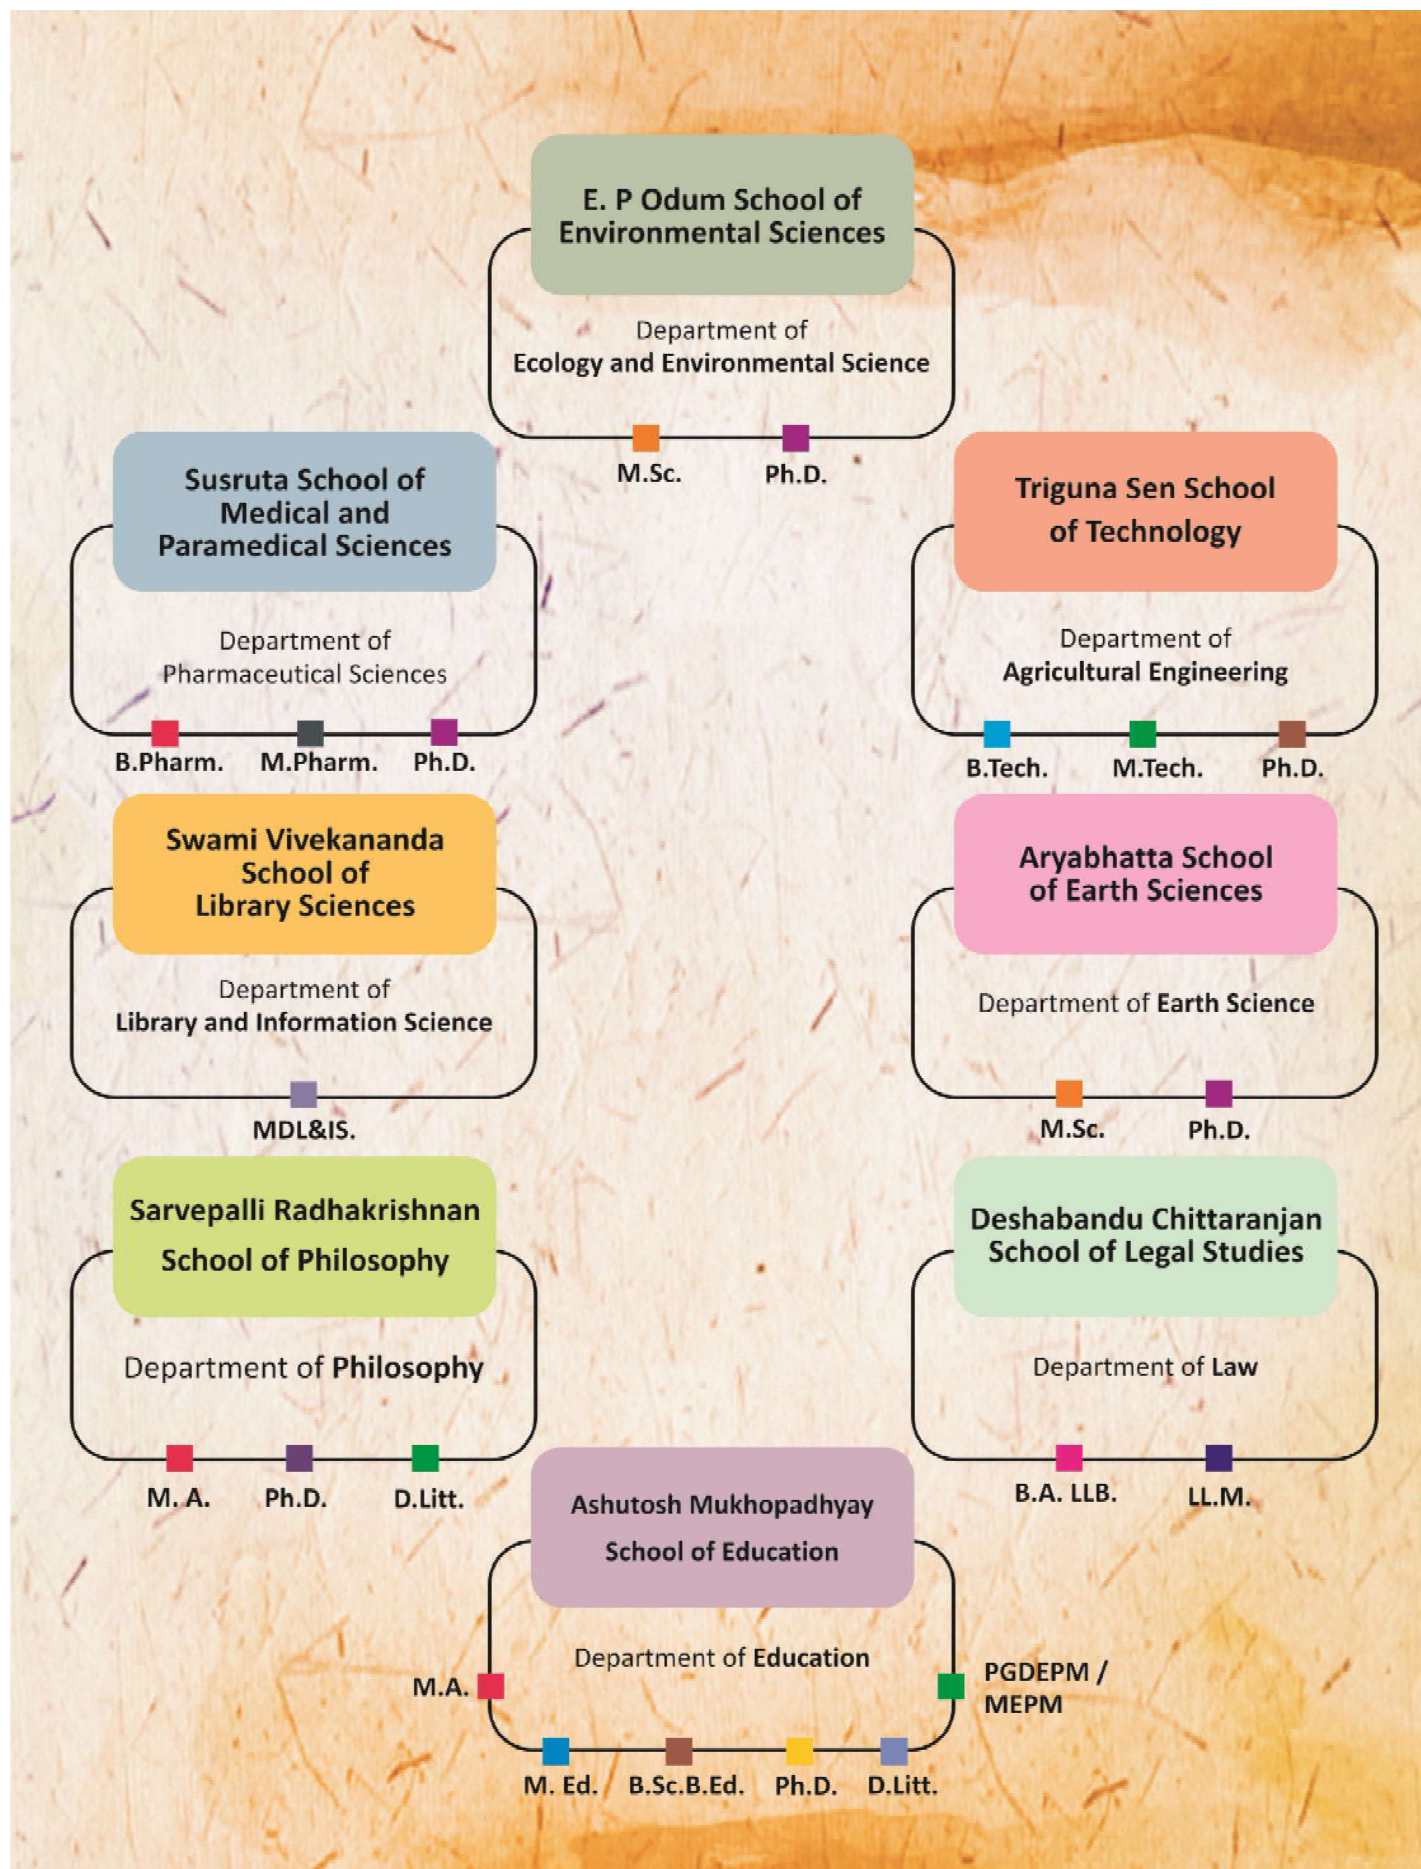 E. P Odum School of
Environmental Sciences
Department of
Ecology and Environmental Science
M.Sc. Ph.D.
Susruta School of
Medical and
Paramedical Sciences
Department of
Pharmaceutical Sciences
B.Pharm. M.Pharm. Ph.D.
Triguna Sen School
of Technology
Department of
Agricultural Engineering
B.Tech. M.Tech. Ph.D.
Swami Vivekananda
School of
Library Sciences
Department of
Library and Information Science
MDL&IS.
Aryabhatta School
of Earth Sciences
Department of Earth Science
M.Sc. Ph.D.
Sarvepalli Radhakrishnan
School of Philosophy
Department of Philosophy
M. A. Ph.D. D.Litt.
Deshabandu Chittaranjan
School of Legal Studies
Department of Law
B.A. LLB. LL.M.
Ashutosh Mukhopadhyay
School of Education
Department of Education
M.A.
PGDEPM /
MEPM
M. Ed. B.Sc.B.Ed. Ph.D. D.Litt.